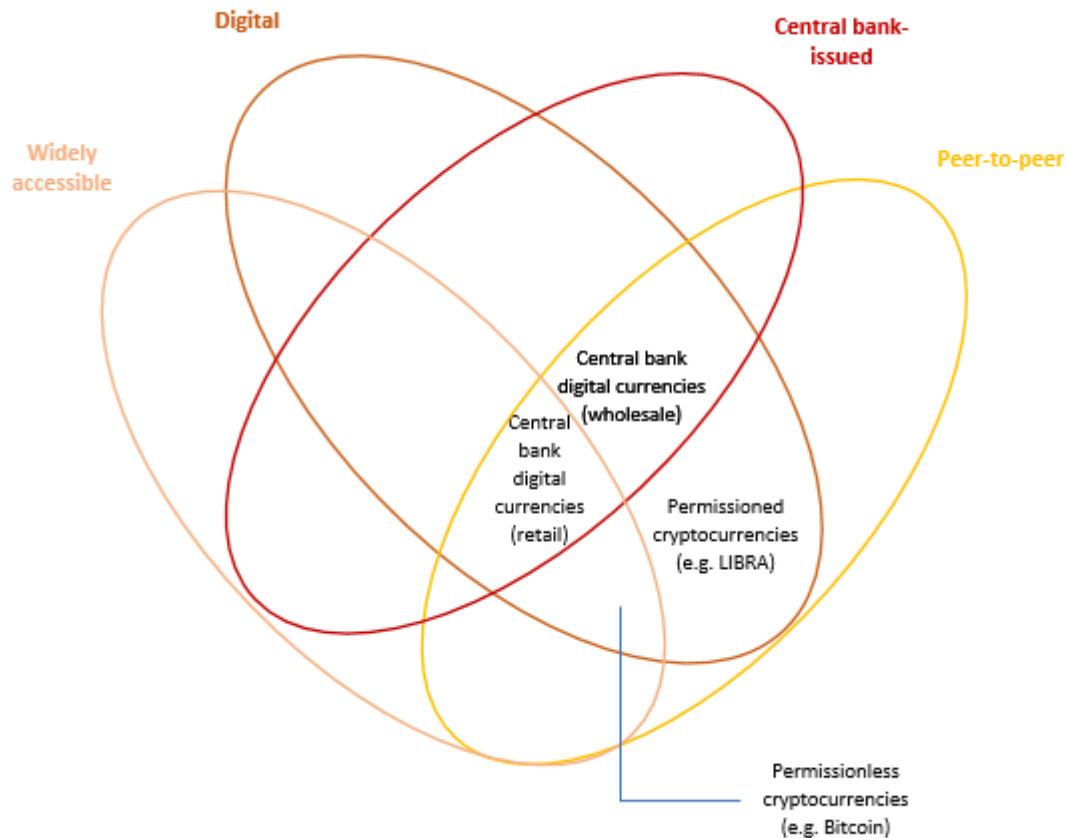 Digital
Central bank-
issued
Widely
accessible
Peer-to-peer
Central bank
digital currencies
(wholesale)
Central
bank
digital
currencies
(retail)
Permissioned
cryptocurrencies
(e.g. LIBRA)
Permissionless
cryptocurrencies
(e.g. Bitcoin)